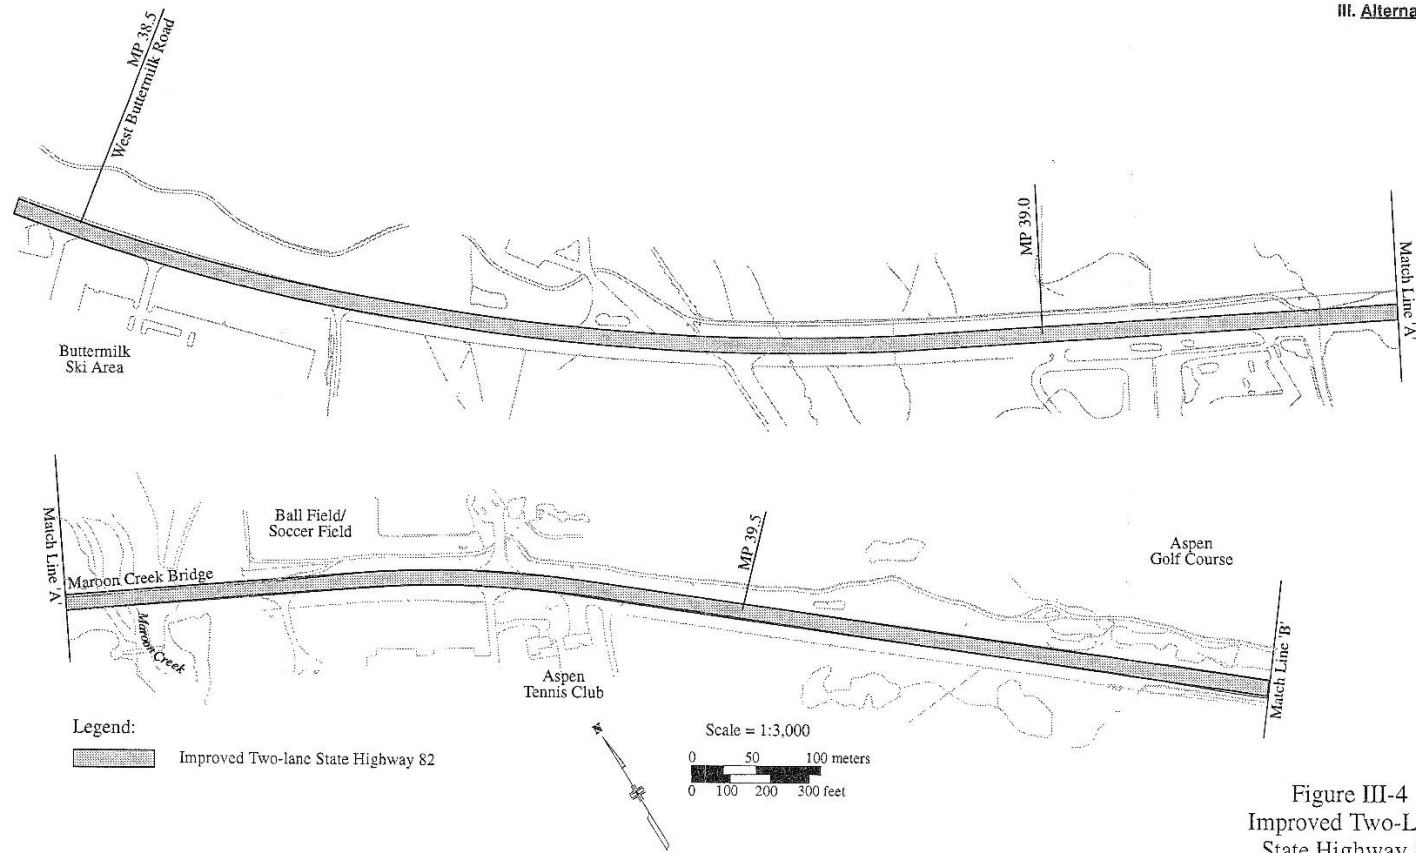 III. Alterna
MP 38.5
West Buttermilk Road
MP 39.0
Match Line 'A'
Buttermilk
Ski Area
Match Line 'A'
Maroon Creek Bridge
Maroon Creek
Ball Field/
Soccer Field
MP 39.5
Aspen
Golf Course
Match Line 'B'
Aspen
Tennis Club
Legend:
Improved Two-lane State Highway 82
Scale = 1:3,000
0 50 100 meters
0 100 200 300 feet
Figure III-4
Improved Two-L
State Highway